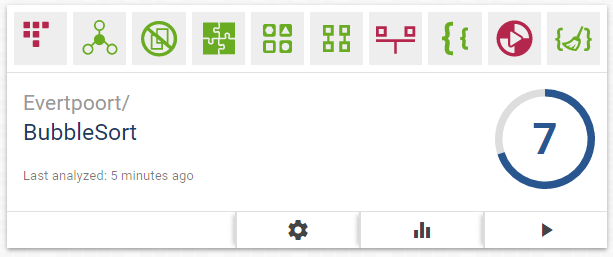 Evertpoort/
BubbleSort
7
Last analyzed: 5 minutes ago